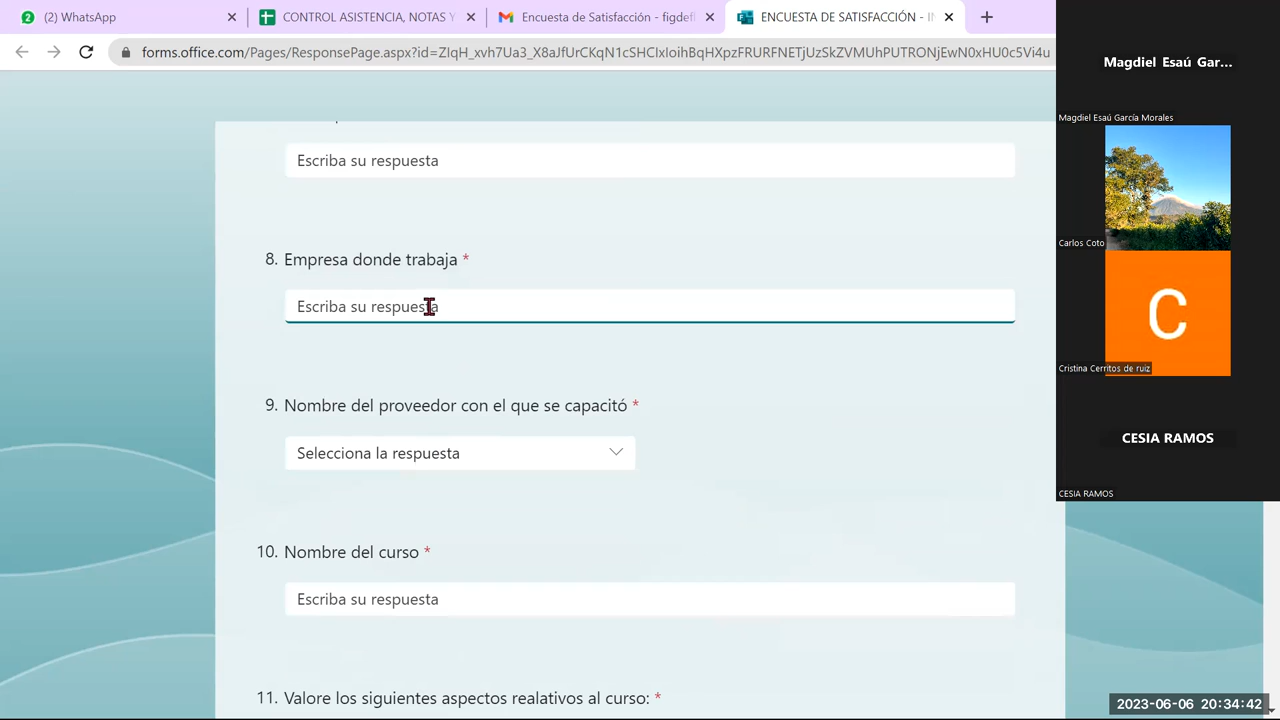 (2) WhatsApp
CONTROL ASISTENCIA, NOTAS Y
Encuesta de Satisfacción - figde
ENCUESTA DE SATISFACCIÓN - I
forms.office.com/Pages/ResponsePage.aspx?id=ZIqH_xvh7Ua3_X8aJfUrCKqN1cSHClxIoihBqHXpzFRURFNETjUzSkZVMUhPUTRONjEwN0xHU0c5Vi4u
Escriba su respuesta
8. Empresa donde trabaja *
Escriba su respuesta
9. Nombre del proveedor con el que se capacitó *
Selecciona la respuesta
10. Nombre del curso *
Escriba su respuesta
11. Valore los siguientes aspectos realativos al curso: *
Magdiel Esaú Gar...
Magdiel Esaú García Morales
Carlos Coto
C
Cristina Cerritos de ruiz
CESIA RAMOS
CESIA RAMOS
2023-06-06 20:34:42